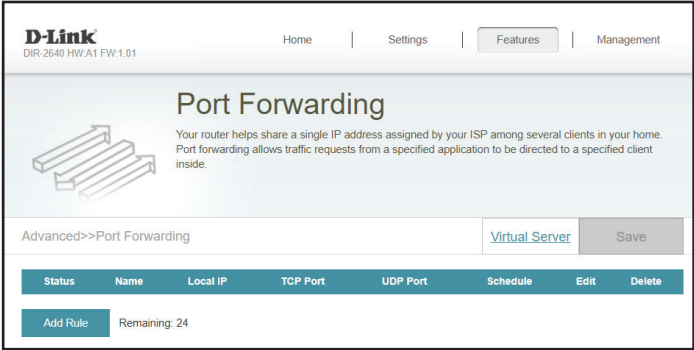 D-Link
DIR-2640 HW:A1 FW:1.01
Home | Settings | Features | Management
Port Forwarding
Your router helps share a single IP address assigned by your ISP among several clients in your home.
Port forwarding allows traffic requests from a specified application to be directed to a specified client
inside.
Advanced>>Port Forwarding
Virtual Server
Save
Status Name Local IP TCP Port UDP Port Schedule Edit Delete
Add Rule Remaining: 24